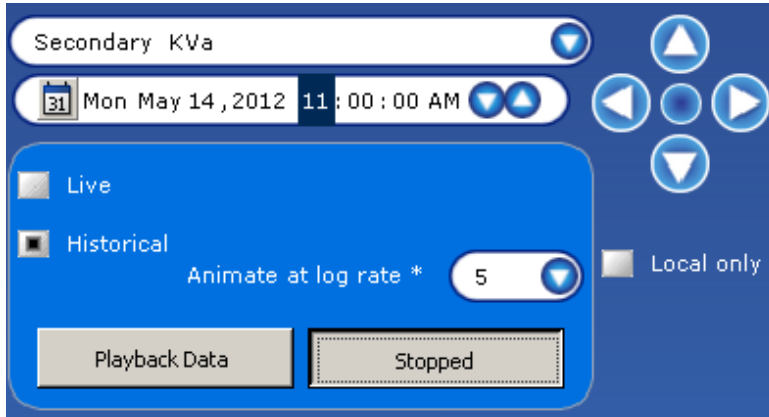 Secondary KVa
31 Mon May 14 , 2012 11 : 00 : 00 AM
Live
Historical
Animate at log rate * 5
Local only
Playback Data
Stopped